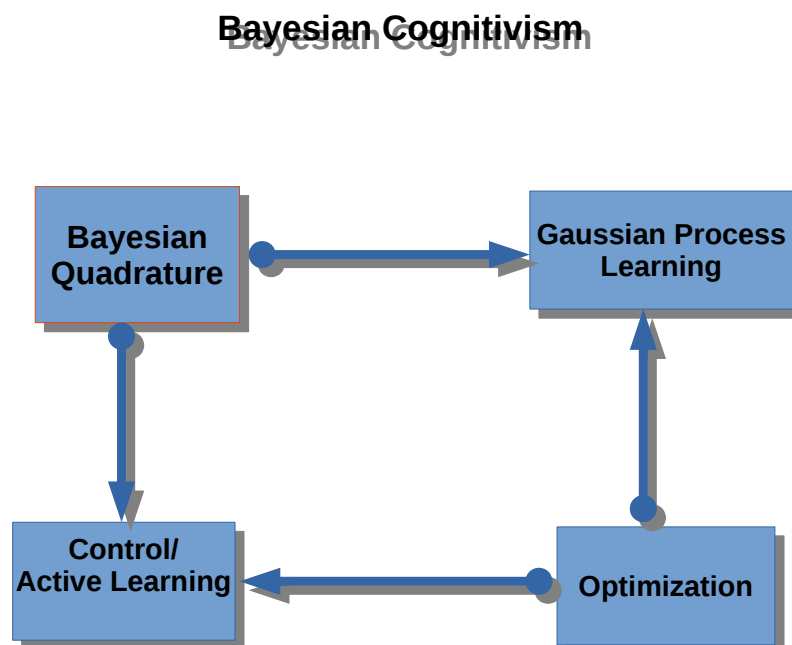 Bayesian Cognitivism
Bayesian
Quadrature
Gaussian Process
Learning
Control/
Active Learning
Optimization